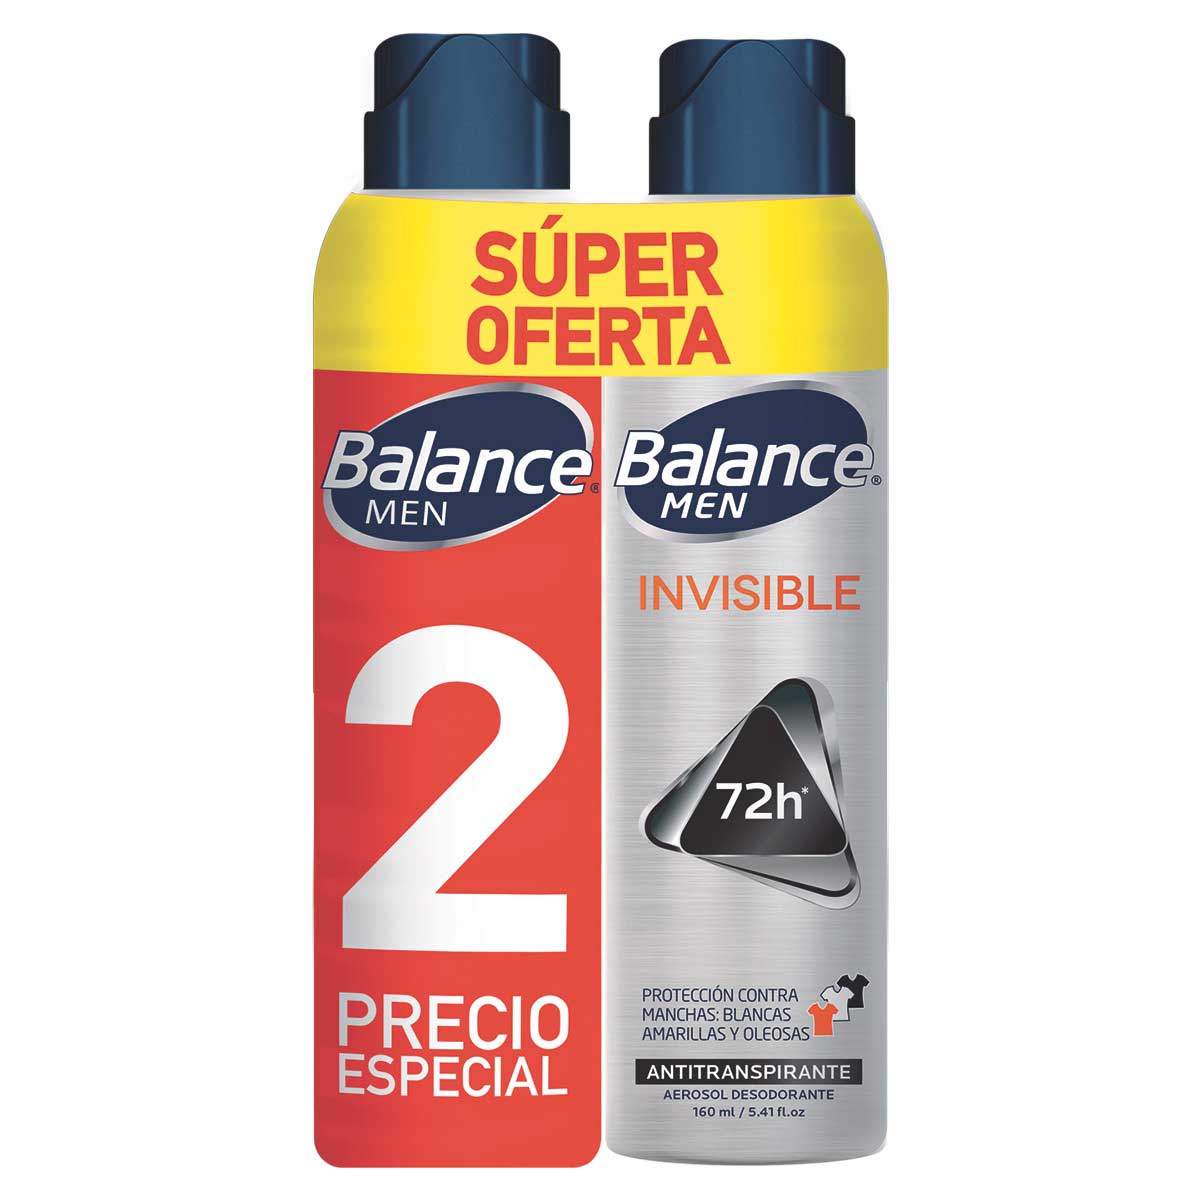 SÚPER
OFERTA
Balance®
MEN
2
PRECIO
ESPECIAL
Balance®
MEN
INVISIBLE
72h*
PROTECCIÓN CONTRA
MANCHAS: BLANCAS
AMARILLAS Y OLEOSAS
ANTITRANSPIRANTE
AEROSOL DESODORANTE
160 ml / 5.41 fl.oz